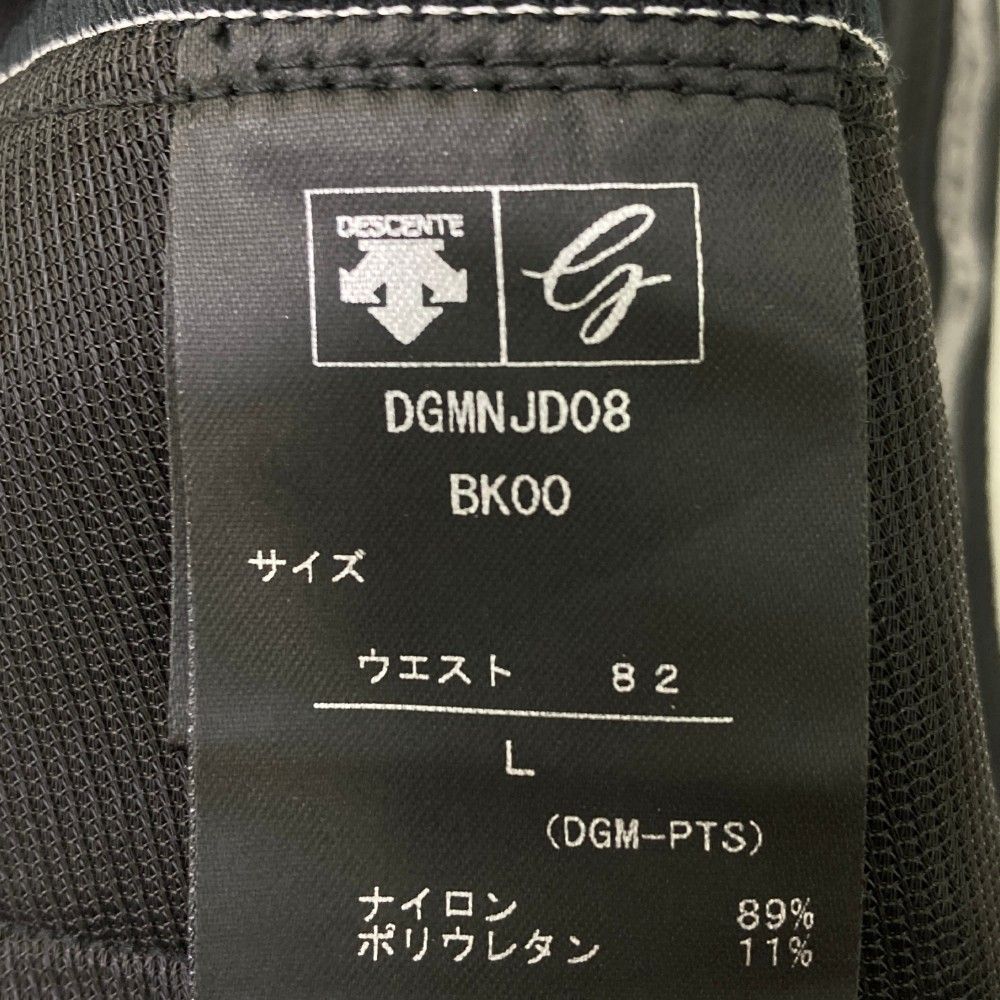 DESCENTE
G
DGMNJD08
BK00
サイズ
ウエスト 82
L
(DGM-PTS)
ナイロン 89%
ポリウレタン 11%